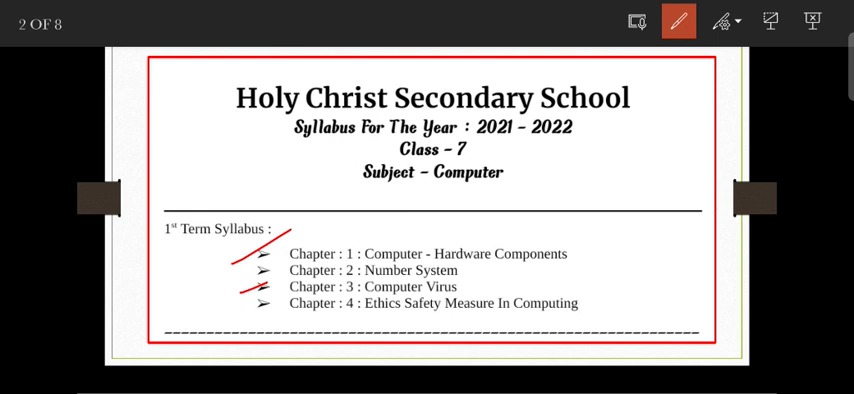 2 OF 8
Holy Christ Secondary School
Syllabus For The Year : 2021 - 2022
Class - 7
Subject - Computer
1st Term Syllabus :
➢ Chapter : 1 : Computer - Hardware Components
➢ Chapter : 2 : Number System
➢ Chapter : 3 : Computer Virus
➢ Chapter : 4 : Ethics Safety Measure In Computing